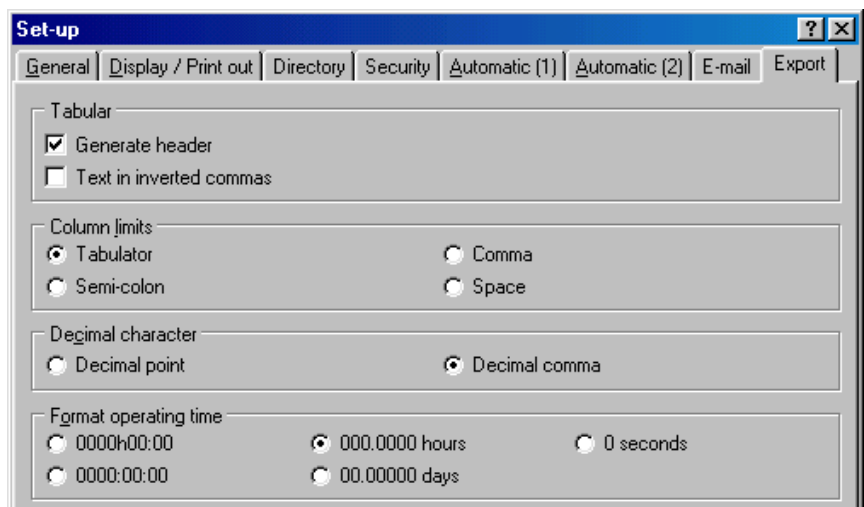 Set-up
General Display / Print out Directory Security Automatic (1) Automatic (2) E-mail Export
Tabular
Generate header
Text in inverted commas
Column limits
Tabulator Comma
Semi-colon Space
Decimal character
Decimal point Decimal comma
Format operating time
0000h00:00 000.0000 hours 0 seconds
0000:00:00 00.00000 days